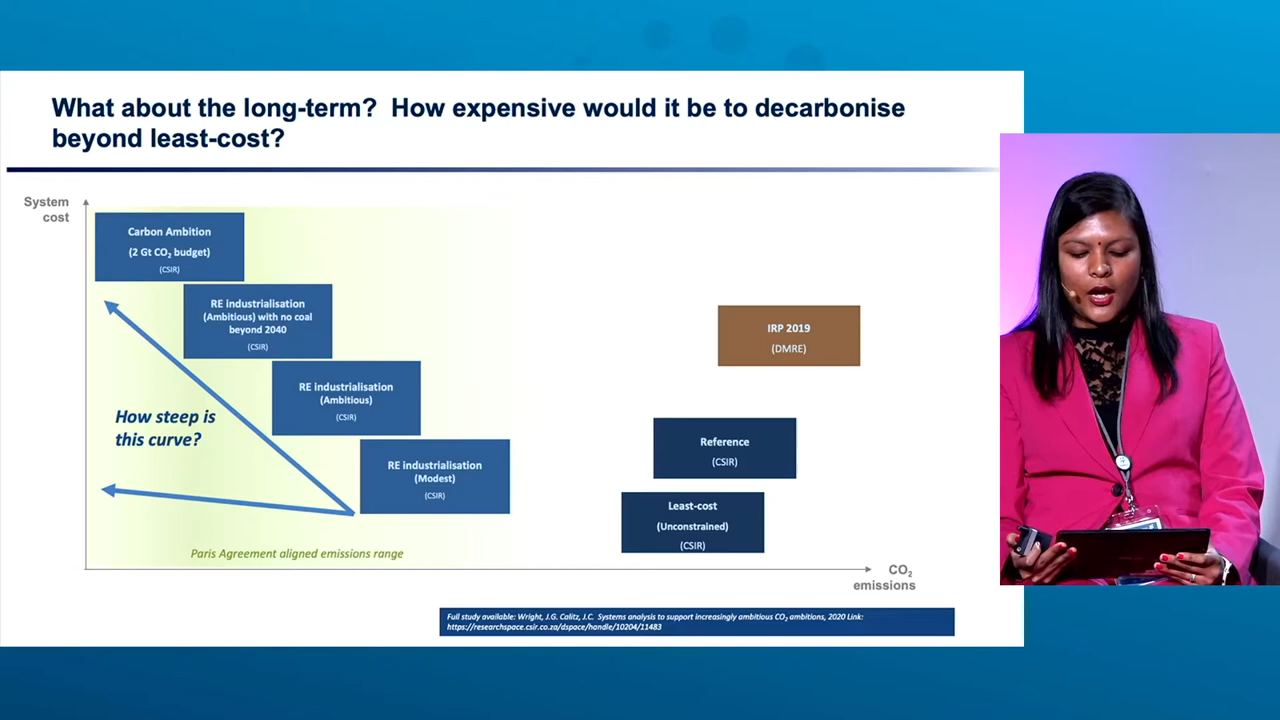 What about the long-term? How expensive would it be to decarbonise
beyond least-cost?
System
cost
Carbon Ambition
(2 Gt CO₂ budget)
(CSIR)
RE industrialisation
(Ambitious) with no coal
beyond 2040
(CSIR)
RE industrialisation
(Ambitious)
(CSIR)
RE industrialisation
(Modest)
(CSIR)
How steep is
this curve?
IRP 2019
(DMRE)
Reference
(CSIR)
Least-cost
(Unconstrained)
(CSIR)
Paris Agreement aligned emissions range
CO₂
emissions
Full study available: Wright, J.G. Calitz, J.C. Systems analysis to support increasingly ambitious CO₂ ambitions, 2020 Link:
https://researchspace.csir.co.za/dspace/handle/10204/11483